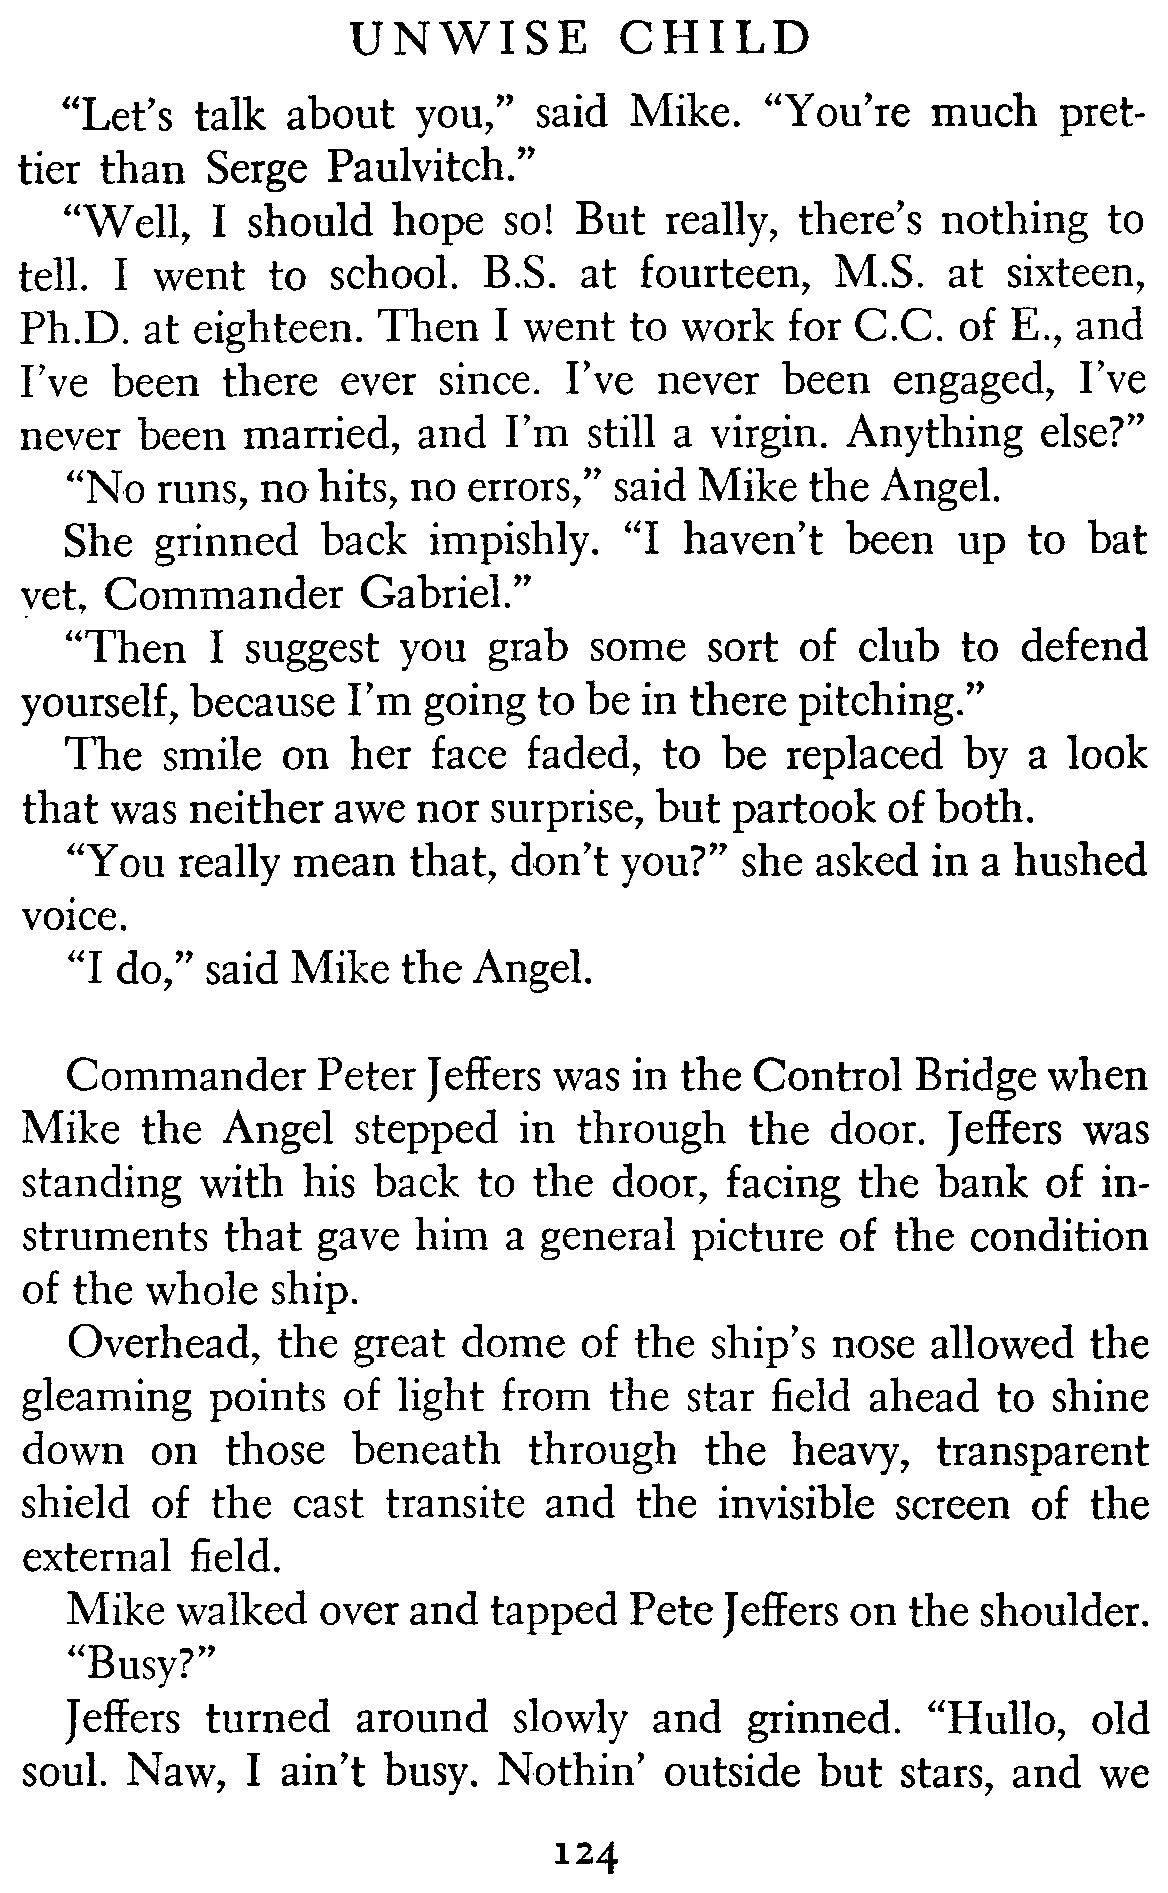 UNWISE CHILD
“Let’s talk about you,” said Mike. “You’re much pret-
tier than Serge Paulvitch.”
“Well, I should hope so! But really, there’s nothing to
tell. I went to school. B.S. at fourteen, M.S. at sixteen,
Ph.D. at eighteen. Then I went to work for C.C. of E., and
I’ve been there ever since. I’ve never been engaged, I’ve
never been married, and I’m still a virgin. Anything else?”
“No runs, no hits, no errors,” said Mike the Angel.
She grinned back impishly. “I haven’t been up to bat
yet, Commander Gabriel.”
“Then I suggest you grab some sort of club to defend
yourself, because I’m going to be in there pitching.”
The smile on her face faded, to be replaced by a look
that was neither awe nor surprise, but partook of both.
“You really mean that, don’t you?” she asked in a hushed
voice.
“I do,” said Mike the Angel.
Commander Peter Jeffers was in the Control Bridge when
Mike the Angel stepped in through the door. Jeffers was
standing with his back to the door, facing the bank of in-
struments that gave him a general picture of the condition
of the whole ship.
Overhead, the great dome of the ship’s nose allowed the
gleaming points of light from the star field ahead to shine
down on those beneath through the heavy, transparent
shield of the cast transite and the invisible screen of the
external field.
Mike walked over and tapped Pete Jeffers on the shoulder.
“Busy?”
Jeffers turned around slowly and grinned. “Hullo, old
soul. Naw, I ain’t busy. Nothin’ outside but stars, and we
124